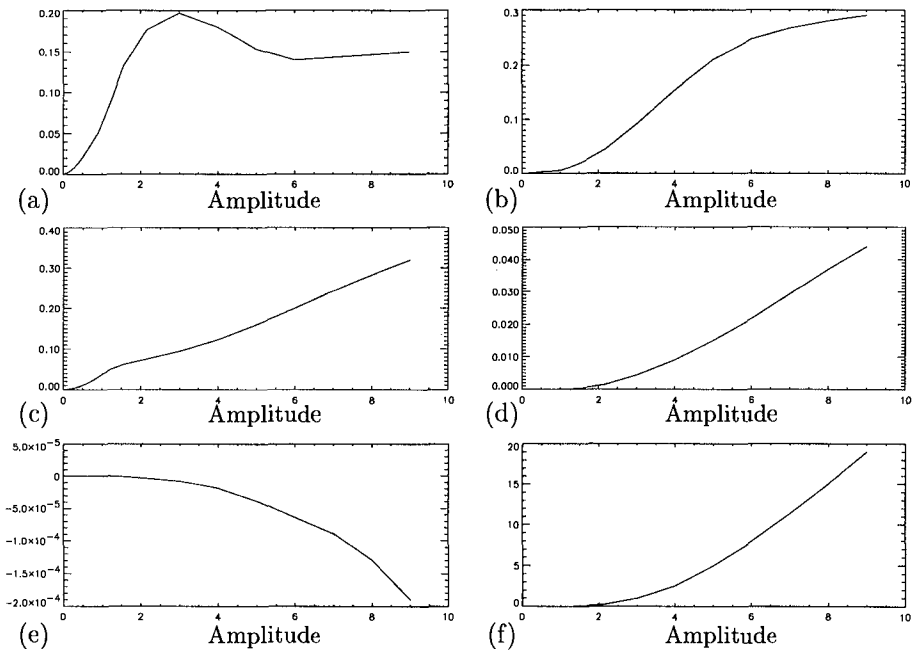 0.20
0.15
0.10
0.05
0.00
0 2 4 6 8 10
(a) Amplitude
0.3
0.2
0.1
0.0
0 2 4 6 8 10
(b) Amplitude
0.40
0.30
0.20
0.10
0.00
0 2 4 6 8 10
(c) Amplitude
0.050
0.040
0.030
0.020
0.010
0.000
0 2 4 6 8 10
(d) Amplitude
5.0×10⁻⁵
0
−5.0×10⁻⁵
−1.0×10⁻⁴
−1.5×10⁻⁴
−2.0×10⁻⁴
0 2 4 6 8 10
(e) Amplitude
20
15
10
5
0
0 2 4 6 8 10
(f) Amplitude